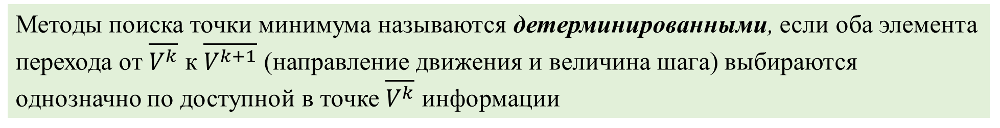 Методы поиска точки минимума называются детерминированными, если оба элемента
перехода от $\overline{V^k}$ к $\overline{V^{k+1}}$ (направление движения и величина шага) выбираются
однозначно по доступной в точке $\overline{V^k}$ информации